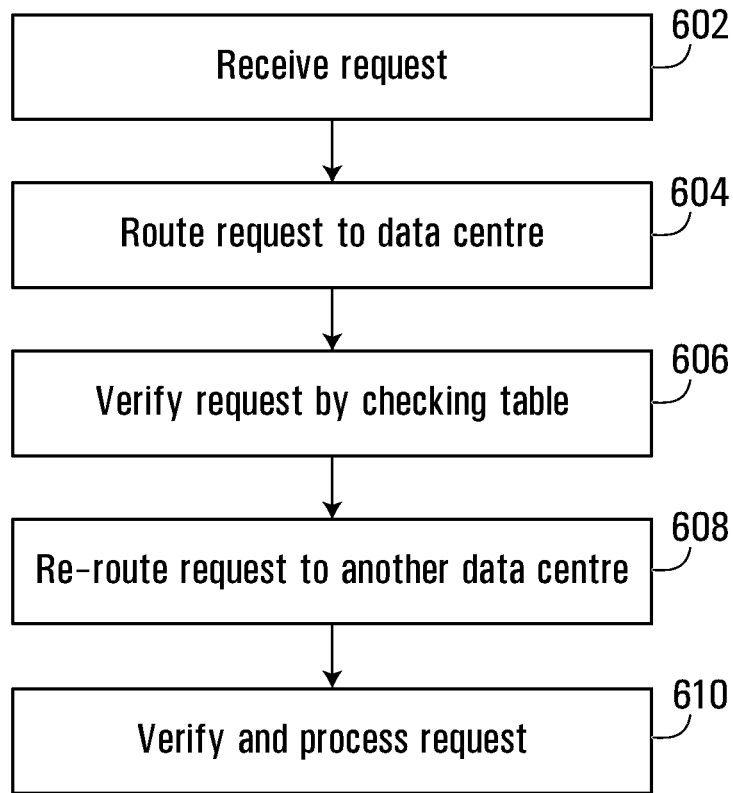 602
Receive request
604
Route request to data centre
606
Verify request by checking table
608
Re-route request to another data centre
610
Verify and process request